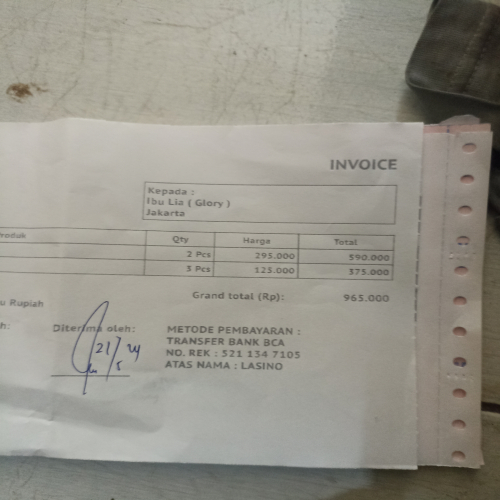 INVOICE
Kepada :
Ibu Lia ( Glory )
Jakarta
Produk Qty Harga Total
2 Pcs 295.000 590.000
3 Pcs 125.000 375.000
Grand total (Rp): 965.000
u Rupiah
h: Diterima oleh:
METODE PEMBAYARAN :
TRANSFER BANK BCA
NO. REK : 521 134 7105
ATAS NAMA : LASINO
21/5 24